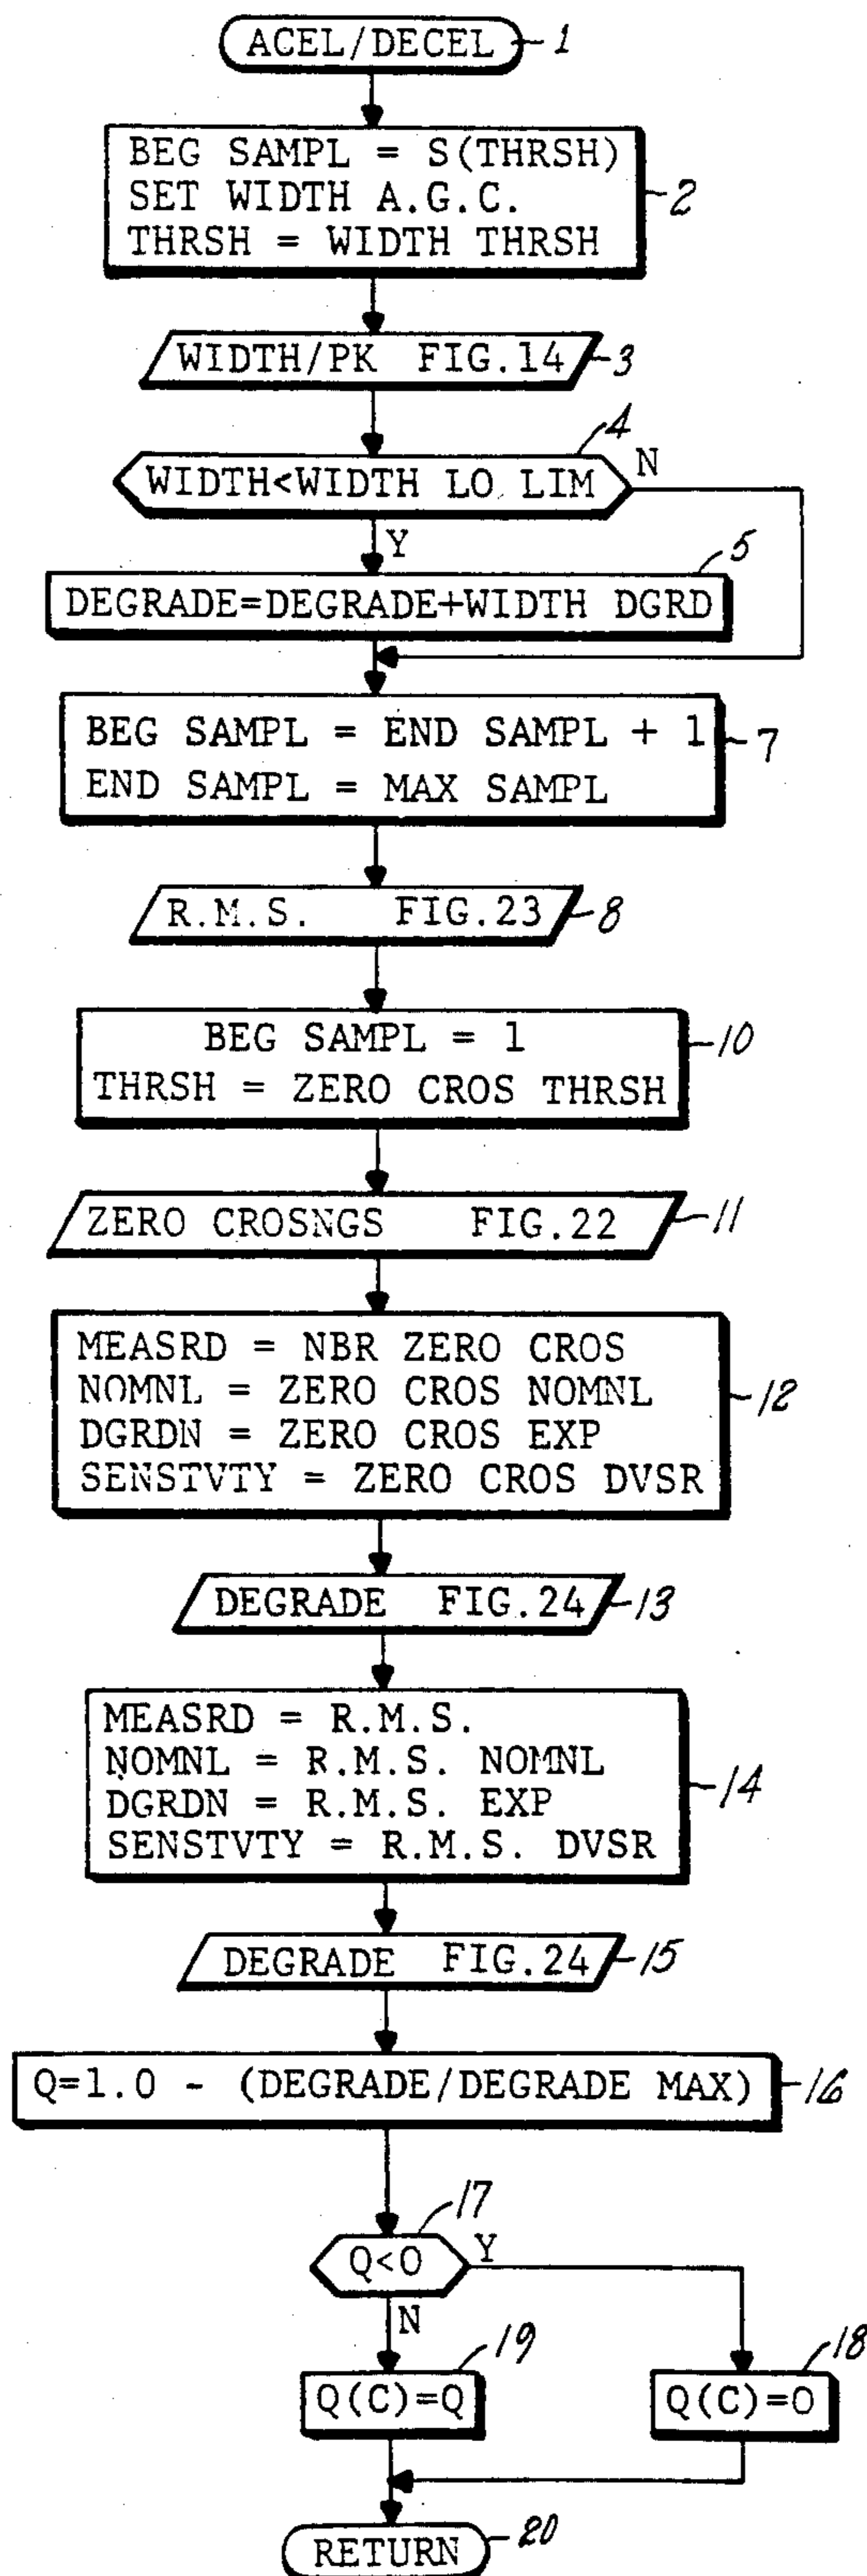 ACEL/DECEL 1
BEG SAMPL = S(THRSH)
SET WIDTH A.G.C.
THRSH = WIDTH THRSH
2
WIDTH/PK FIG.14 3
4
WIDTH<WIDTH LO LIM N
Y
5
DEGRADE=DEGRADE+WIDTH DGRD
BEG SAMPL = END SAMPL + 1
END SAMPL = MAX SAMPL
7
R.M.S. FIG.23 8
BEG SAMPL = 1
THRSH = ZERO CROS THRSH
10
ZERO CROSNGS FIG.22 11
MEASRD = NBR ZERO CROS
NOMNL = ZERO CROS NOMNL
DGRDN = ZERO CROS EXP
SENSTVTY = ZERO CROS DVSR
12
DEGRADE FIG.24 13
MEASRD = R.M.S.
NOMNL = R.M.S. NOMNL
DGRDN = R.M.S. EXP
SENSTVTY = R.M.S. DVSR
14
DEGRADE FIG.24 15
Q=1.0 - (DEGRADE/DEGRADE MAX) 16
17
Q<0 Y
N
19 18
Q(C)=Q Q(C)=0
RETURN 20